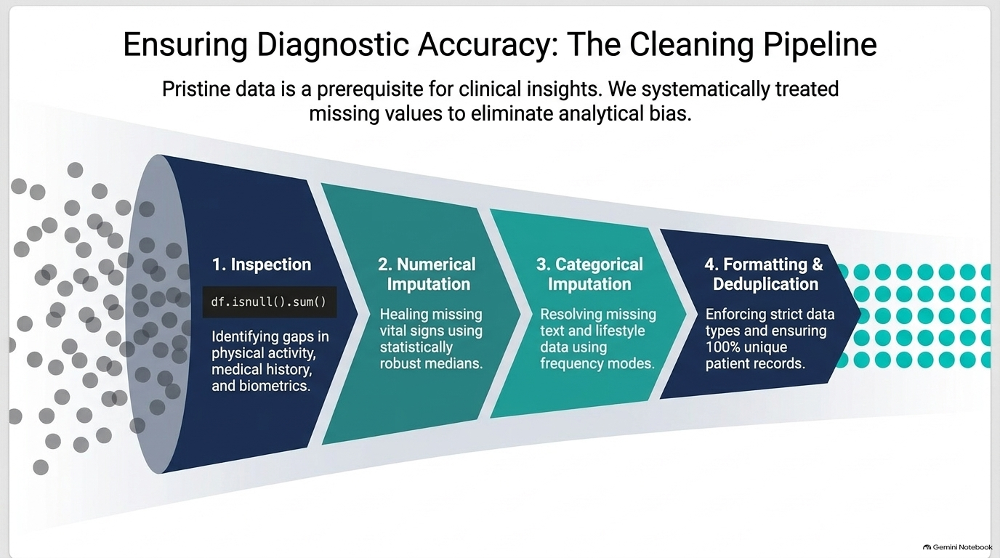 Ensuring Diagnostic Accuracy: The Cleaning Pipeline
Pristine data is a prerequisite for clinical insights. We systematically treated
missing values to eliminate analytical bias.
1. Inspection
df.isnull().sum()
Identifying gaps in
physical activity,
medical history,
and biometrics.
2. Numerical
Imputation
Healing missing
vital signs using
statistically
robust medians.
3. Categorical
Imputation
Resolving missing
text and lifestyle
data using
frequency modes.
4. Formatting &
Deduplication
Enforcing strict data
types and ensuring
100% unique
patient records.
Gemini Notebook